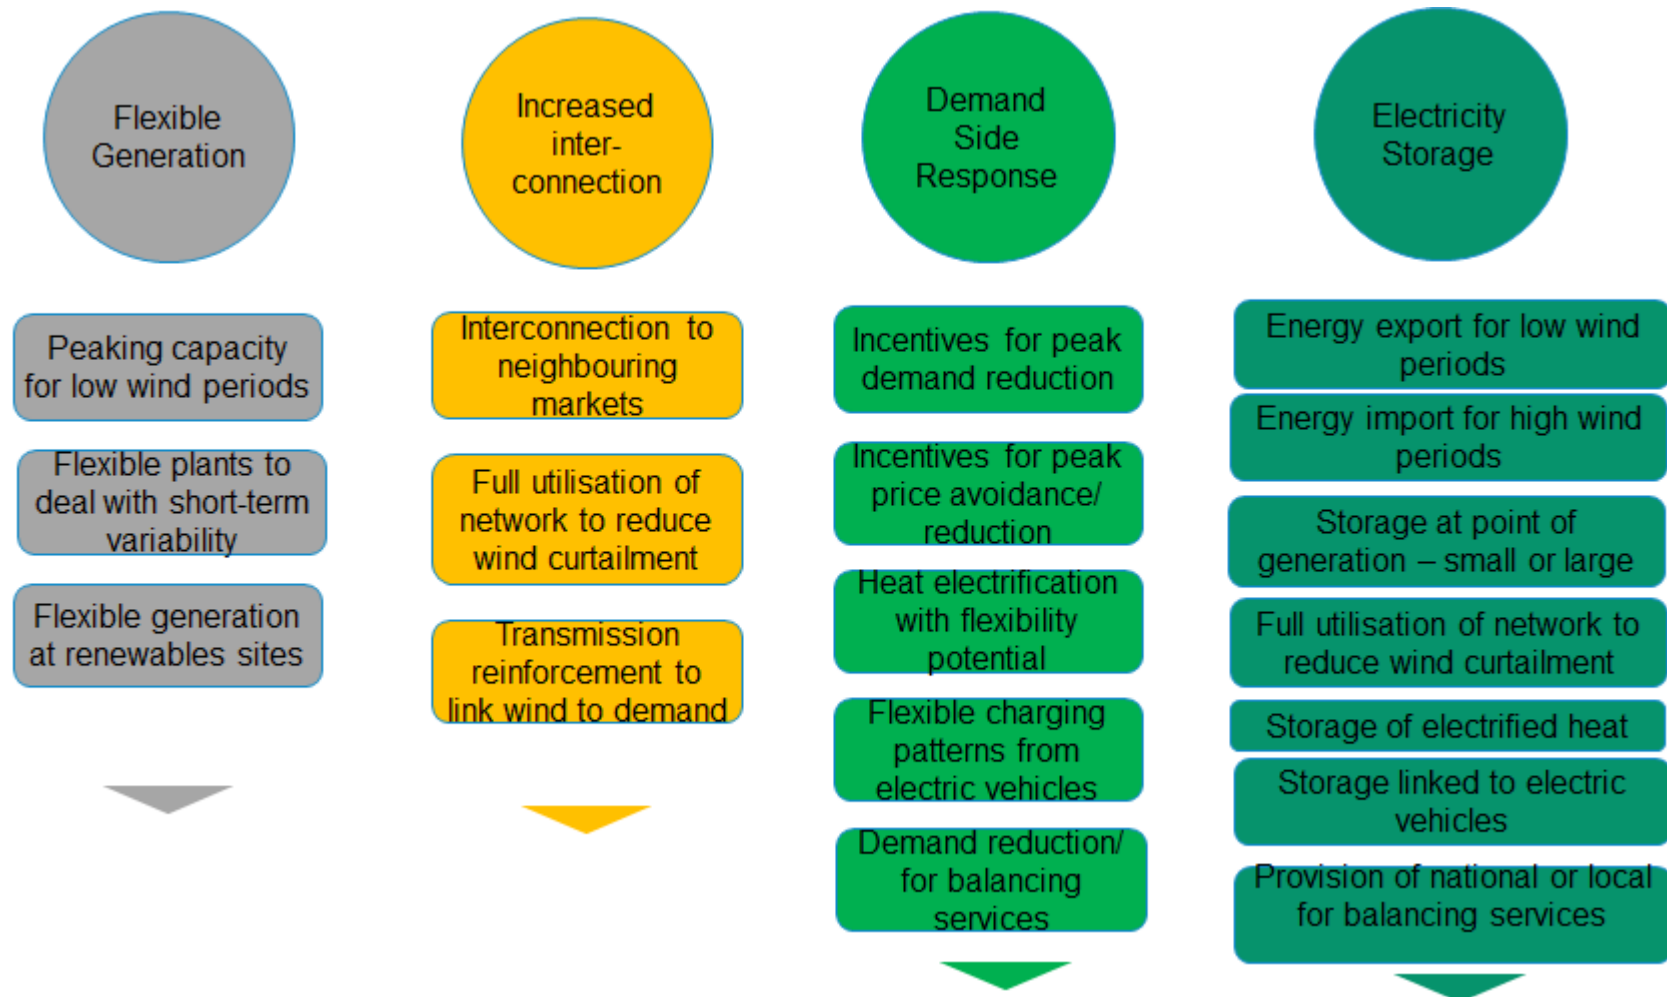 Flexible
Generation
Increased
inter-
connection
Demand
Side
Response
Electricity
Storage
Peaking capacity
for low wind periods
Flexible plants to
deal with short-term
variability
Flexible generation
at renewables sites
Interconnection to
neighbouring
markets
Full utilisation of
network to reduce
wind curtailment
Transmission
reinforcement to
link wind to demand
Incentives for peak
demand reduction
Incentives for peak
price avoidance/
reduction
Heat electrification
with flexibility
potential
Flexible charging
patterns from
electric vehicles
Demand reduction/
for balancing
services
Energy export for low wind
periods
Energy import for high wind
periods
Storage at point of
generation – small or large
Full utilisation of network to
reduce wind curtailment
Storage of electrified heat
Storage linked to electric
vehicles
Provision of national or local
for balancing services